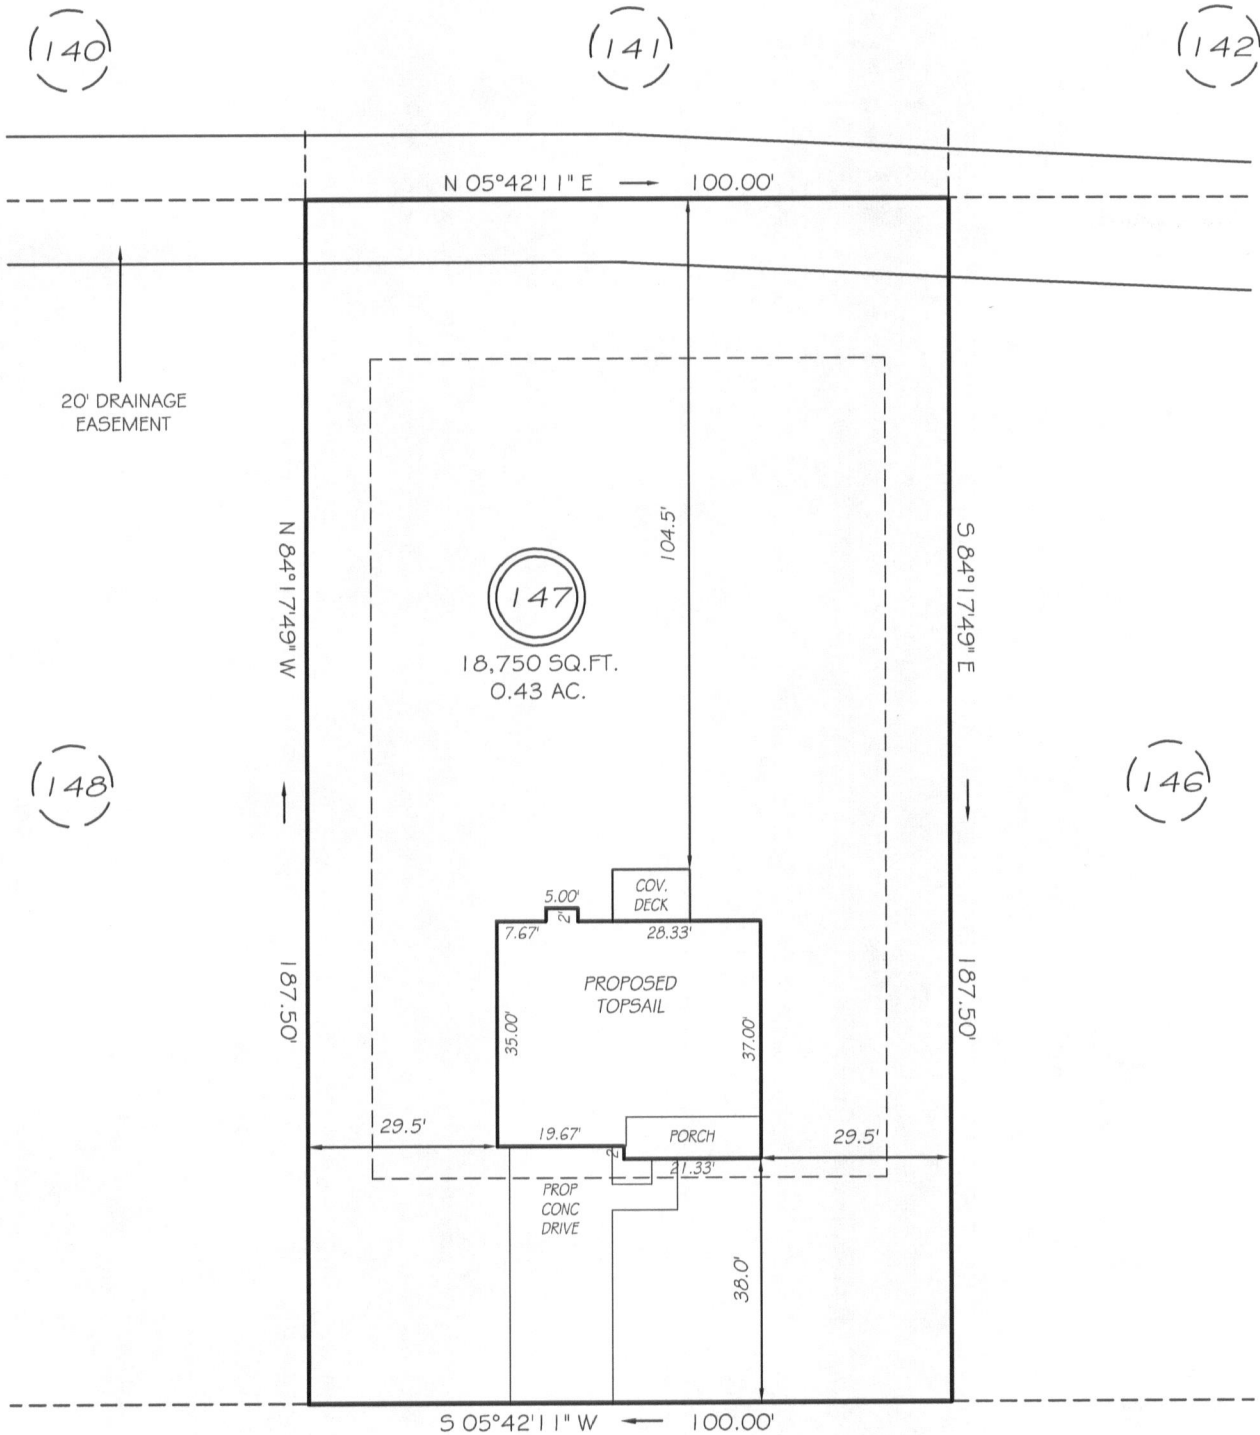 140
141
142
N 05°42'11" E 100.00'
20' DRAINAGE
EASEMENT
N 84°17'49" W
187.50'
104.5'
S 84°17'49" E
187.50'
147
18,750 SQ.FT.
0.43 AC.
148
146
COV.
DECK
5.00'
2'
7.67'
28.33'
PROPOSED
TOPSAIL
35.00'
37.00'
29.5'
19.67'
PORCH
29.5'
2'
21.33'
PROP
CONC
DRIVE
38.0'
S 05°42'11" W 100.00'